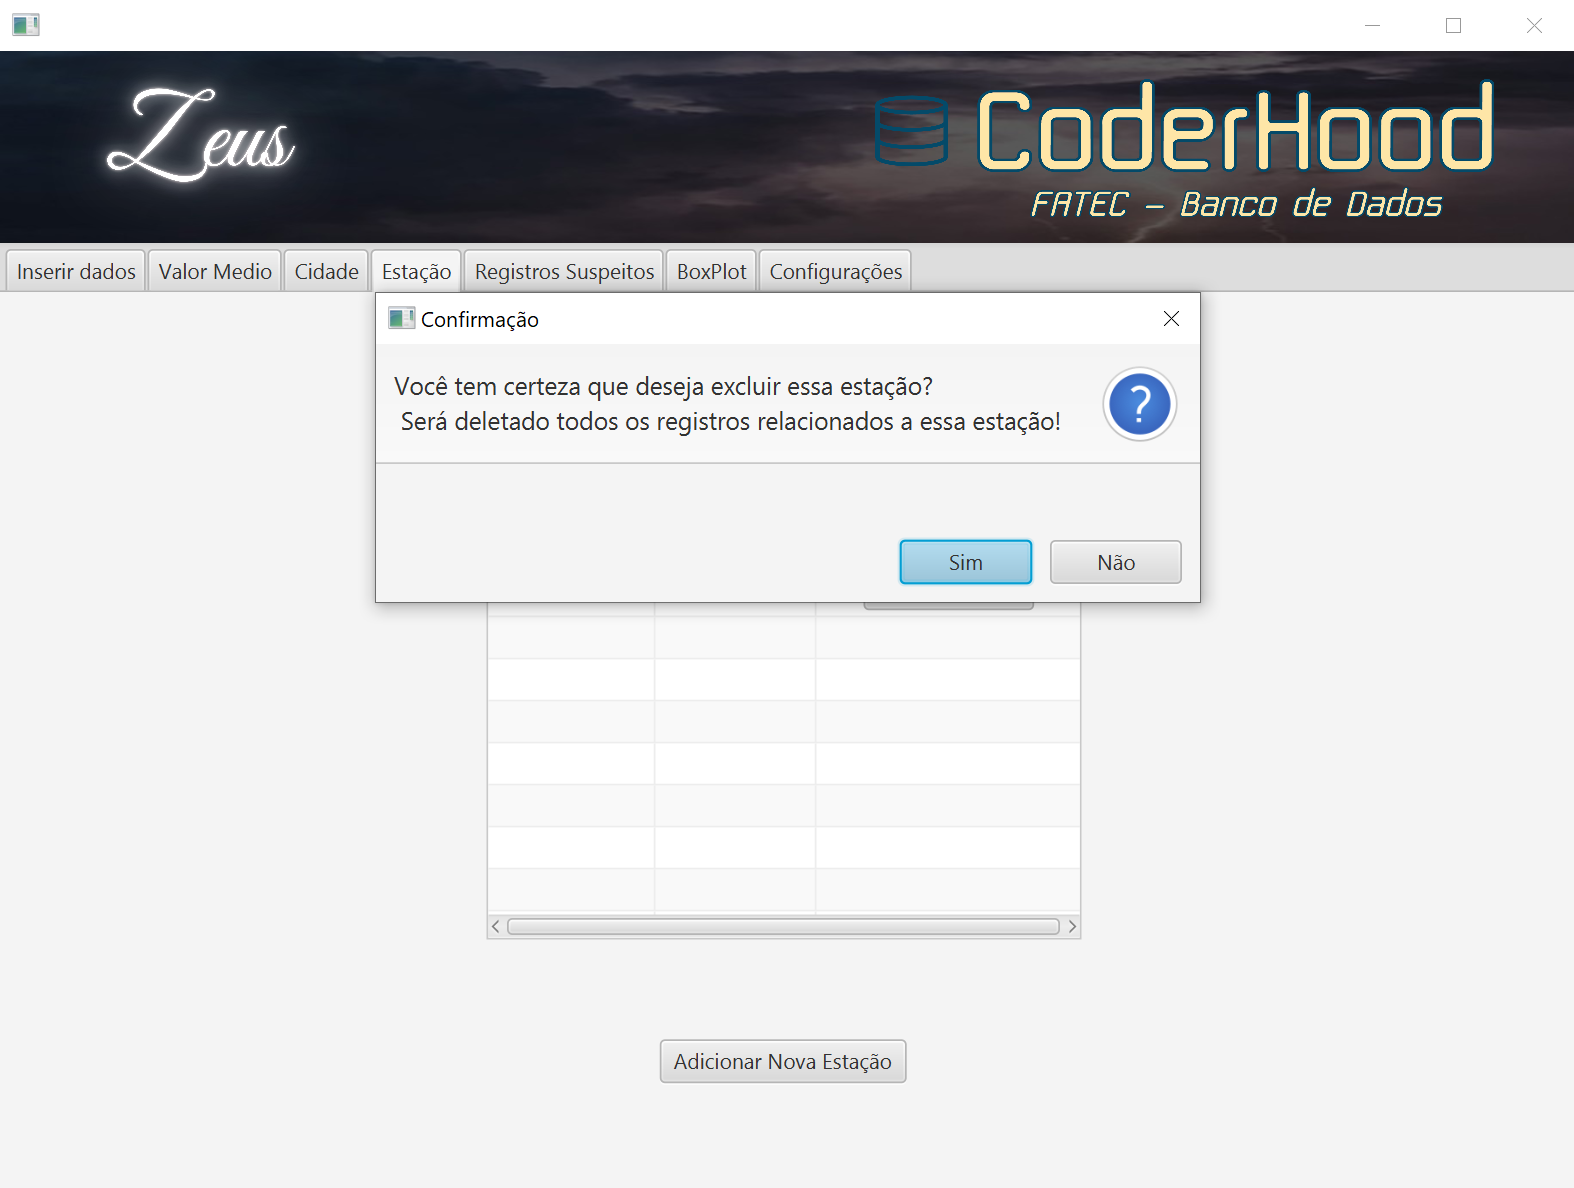 Zeus
CoderHood
FATEC - Banco de Dados
Inserir dados Valor Medio Cidade Estação Registros Suspeitos BoxPlot Configurações
Confirmação
Você tem certeza que deseja excluir essa estação?
Será deletado todos os registros relacionados a essa estação!
?
Sim Não
Adicionar Nova Estação